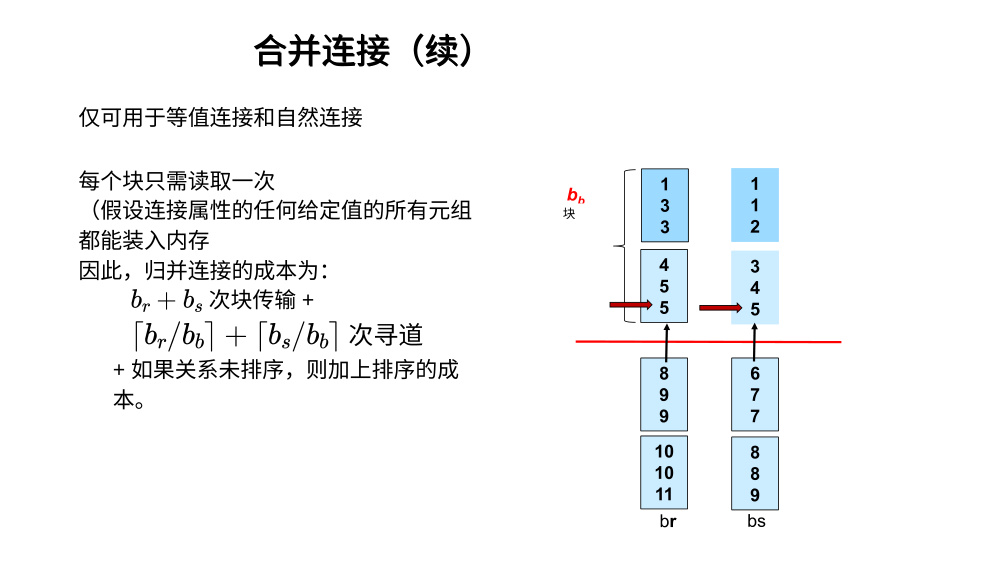 合并连接（续）
仅可用于等值连接和自然连接
每个块只需读取一次
（假设连接属性的任何给定值的所有元组
都能装入内存
因此，归并连接的成本为：
b_r + b_s 次块传输 +
⌈b_r/b_b⌉ + ⌈b_s/b_b⌉ 次寻道
+ 如果关系未排序，则加上排序的成
本。
b_b
块
1
3
3
4
5
5
8
9
9
10
10
11
br
1
1
2
3
4
5
6
7
7
8
8
9
bs